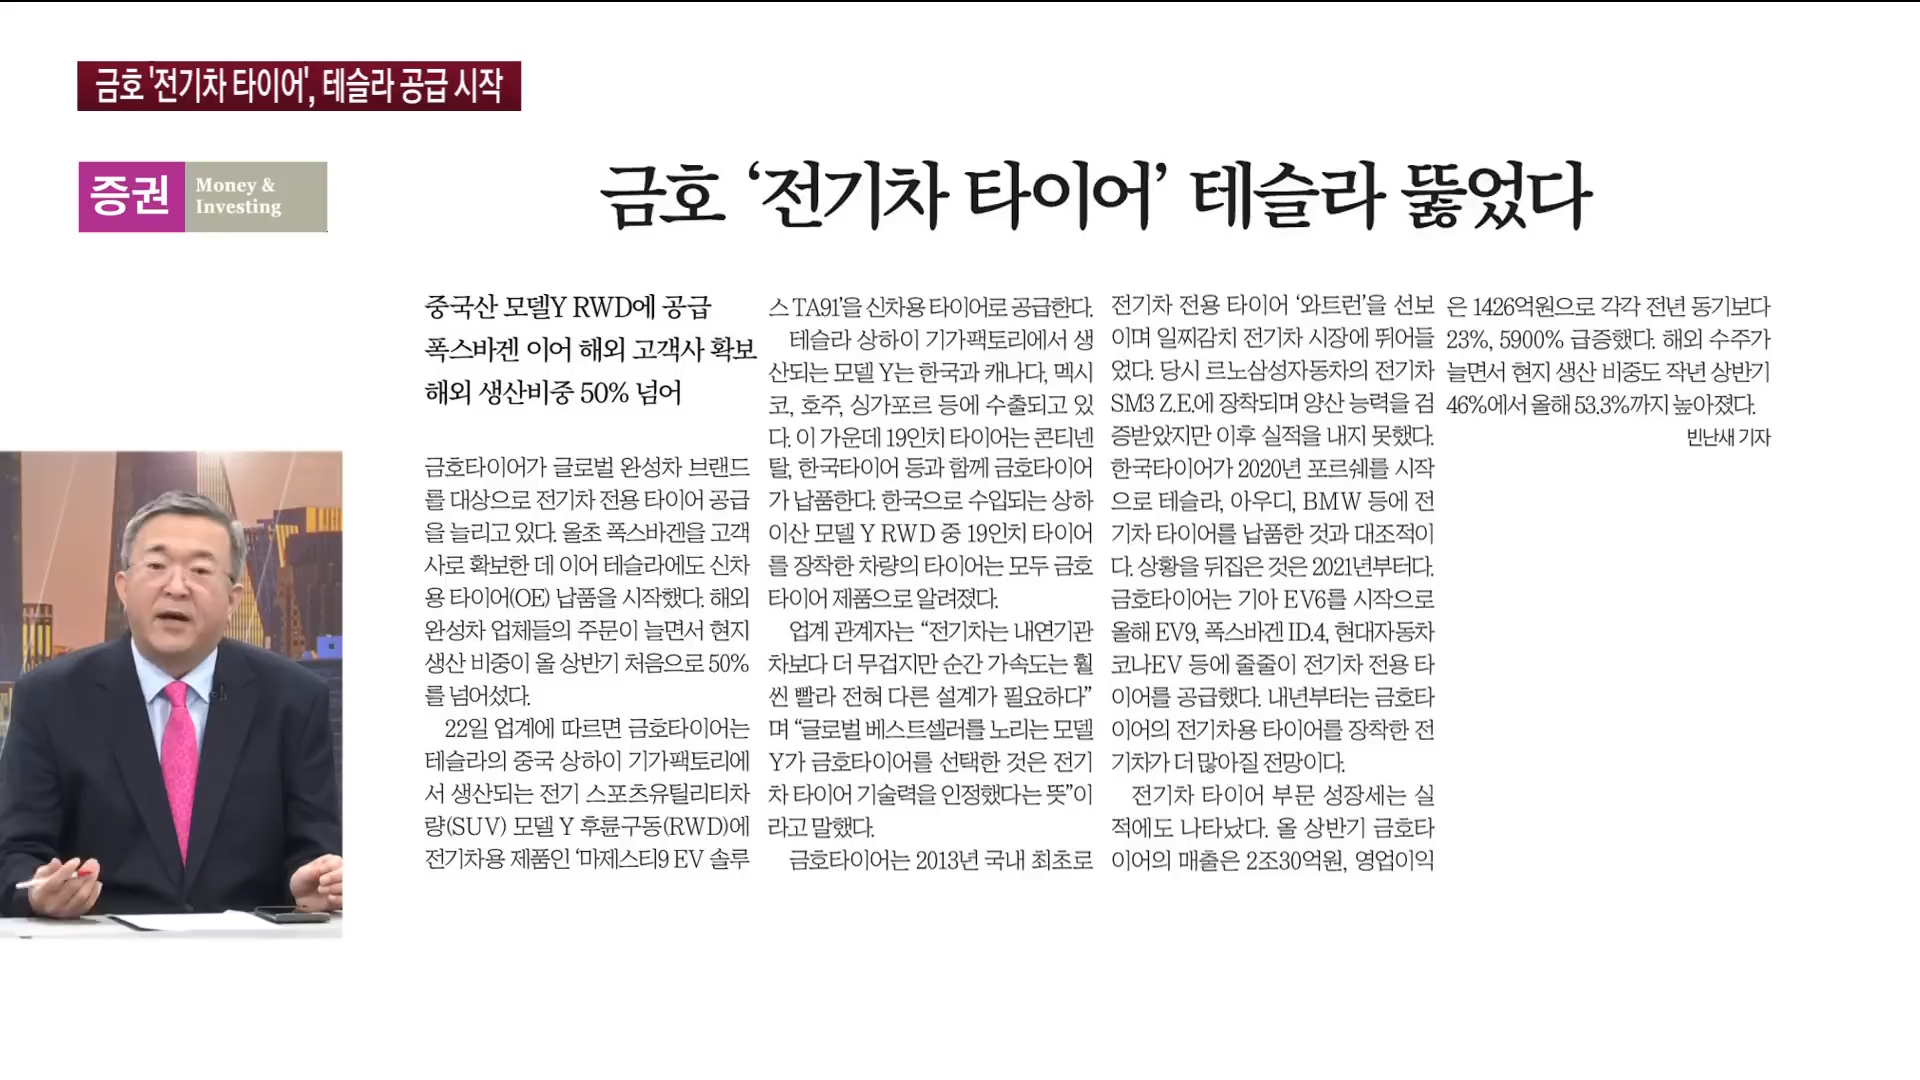 금호 '전기차 타이어', 테슬라 공급 시작
증권
Money &
Investing
금호 ‘전기차 타이어’ 테슬라 뚫었다
중국산 모델Y RWD에 공급
폭스바겐 이어 해외 고객사 확보
해외 생산비중 50% 넘어
금호타이어가 글로벌 완성차 브랜드
를 대상으로 전기차 전용 타이어 공급
을 늘리고 있다. 올초 폭스바겐을 고객
사로 확보한 데 이어 테슬라에도 신차
용 타이어(OE) 납품을 시작했다. 해외
완성차 업체들의 주문이 늘면서 현지
생산 비중이 올 상반기 처음으로 50%
를 넘어섰다.
22일 업계에 따르면 금호타이어는
테슬라의 중국 상하이 기가팩토리에
서 생산되는 전기 스포츠유틸리티차
량(SUV) 모델 Y 후륜구동(RWD)에
전기차용 제품인 ‘마제스티9 EV 솔루
스 TA91’을 신차용 타이어로 공급한다.
테슬라 상하이 기가팩토리에서 생
산되는 모델 Y는 한국과 캐나다, 멕시
코, 호주, 싱가포르 등에 수출되고 있
다. 이 가운데 19인치 타이어는 콘티넨
탈, 한국타이어 등과 함께 금호타이어
가 납품한다. 한국으로 수입되는 상하
이산 모델 Y RWD 중 19인치 타이어
를 장착한 차량의 타이어는 모두 금호
타이어 제품으로 알려졌다.
업계 관계자는 “전기차는 내연기관
차보다 더 무겁지만 순간 가속도는 훨
씬 빨라 전혀 다른 설계가 필요하다”
며 “글로벌 베스트셀러를 노리는 모델
Y가 금호타이어를 선택한 것은 전기
차 타이어 기술력을 인정했다는 뜻”이
라고 말했다.
금호타이어는 2013년 국내 최초로
전기차 전용 타이어 ‘와트런’을 선보
이며 일찌감치 전기차 시장에 뛰어들
었다. 당시 르노삼성자동차의 전기차
SM3 Z.E.에 장착되며 양산 능력을 검
증받았지만 이후 실적을 내지 못했다.
한국타이어가 2020년 포르쉐를 시작
으로 테슬라, 아우디, BMW 등에 전
기차 타이어를 납품한 것과 대조적이
다. 상황을 뒤집은 것은 2021년부터다.
금호타이어는 기아 EV6를 시작으로
올해 EV9, 폭스바겐 ID.4, 현대자동차
코나EV 등에 줄줄이 전기차 전용 타
이어를 공급했다. 내년부터는 금호타
이어의 전기차용 타이어를 장착한 전
기차가 더 많아질 전망이다.
전기차 타이어 부문 성장세는 실
적에도 나타났다. 올 상반기 금호타
이어의 매출은 2조30억원, 영업이익
은 1426억원으로 각각 전년 동기보다
23%, 5900% 급증했다. 해외 수주가
늘면서 현지 생산 비중도 작년 상반기
46%에서 올해 53.3%까지 높아졌다.
빈난새 기자